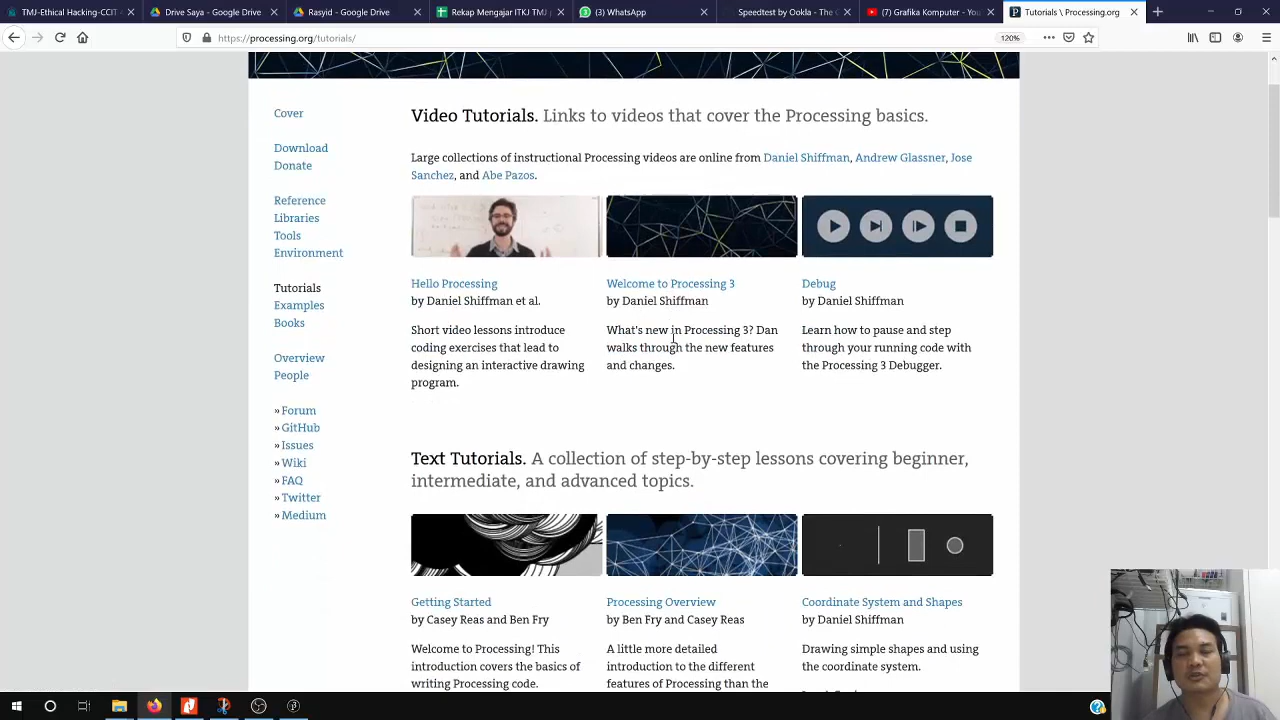 TMJ-Ethical Hacking-CCIT
Drive Saya - Google Drive
Rasyid - Google Drive
Rekap Mengajar ITKJ TMJ
(3) WhatsApp
Speedtest by Ookla - The
(7) Grafika Komputer - You
Tutorials \ Processing.org
https://processing.org/tutorials/
120%
Cover
Download
Donate
Reference
Libraries
Tools
Environment
Tutorials
Examples
Books
Overview
People
» Forum
» GitHub
» Issues
» Wiki
» FAQ
» Twitter
» Medium
Video Tutorials. Links to videos that cover the Processing basics.
Large collections of instructional Processing videos are online from Daniel Shiffman, Andrew Glassner, Jose
Sanchez, and Abe Pazos.
Hello Processing
by Daniel Shiffman et al.
Short video lessons introduce
coding exercises that lead to
designing an interactive drawing
program.
Welcome to Processing 3
by Daniel Shiffman
What's new in Processing 3? Dan
walks through the new features
and changes.
Debug
by Daniel Shiffman
Learn how to pause and step
through your running code with
the Processing 3 Debugger.
Text Tutorials. A collection of step-by-step lessons covering beginner,
intermediate, and advanced topics.
Getting Started
by Casey Reas and Ben Fry
Welcome to Processing! This
introduction covers the basics of
writing Processing code.
Processing Overview
by Ben Fry and Casey Reas
A little more detailed
introduction to the different
features of Processing than the
Coordinate System and Shapes
by Daniel Shiffman
Drawing simple shapes and using
the coordinate system.